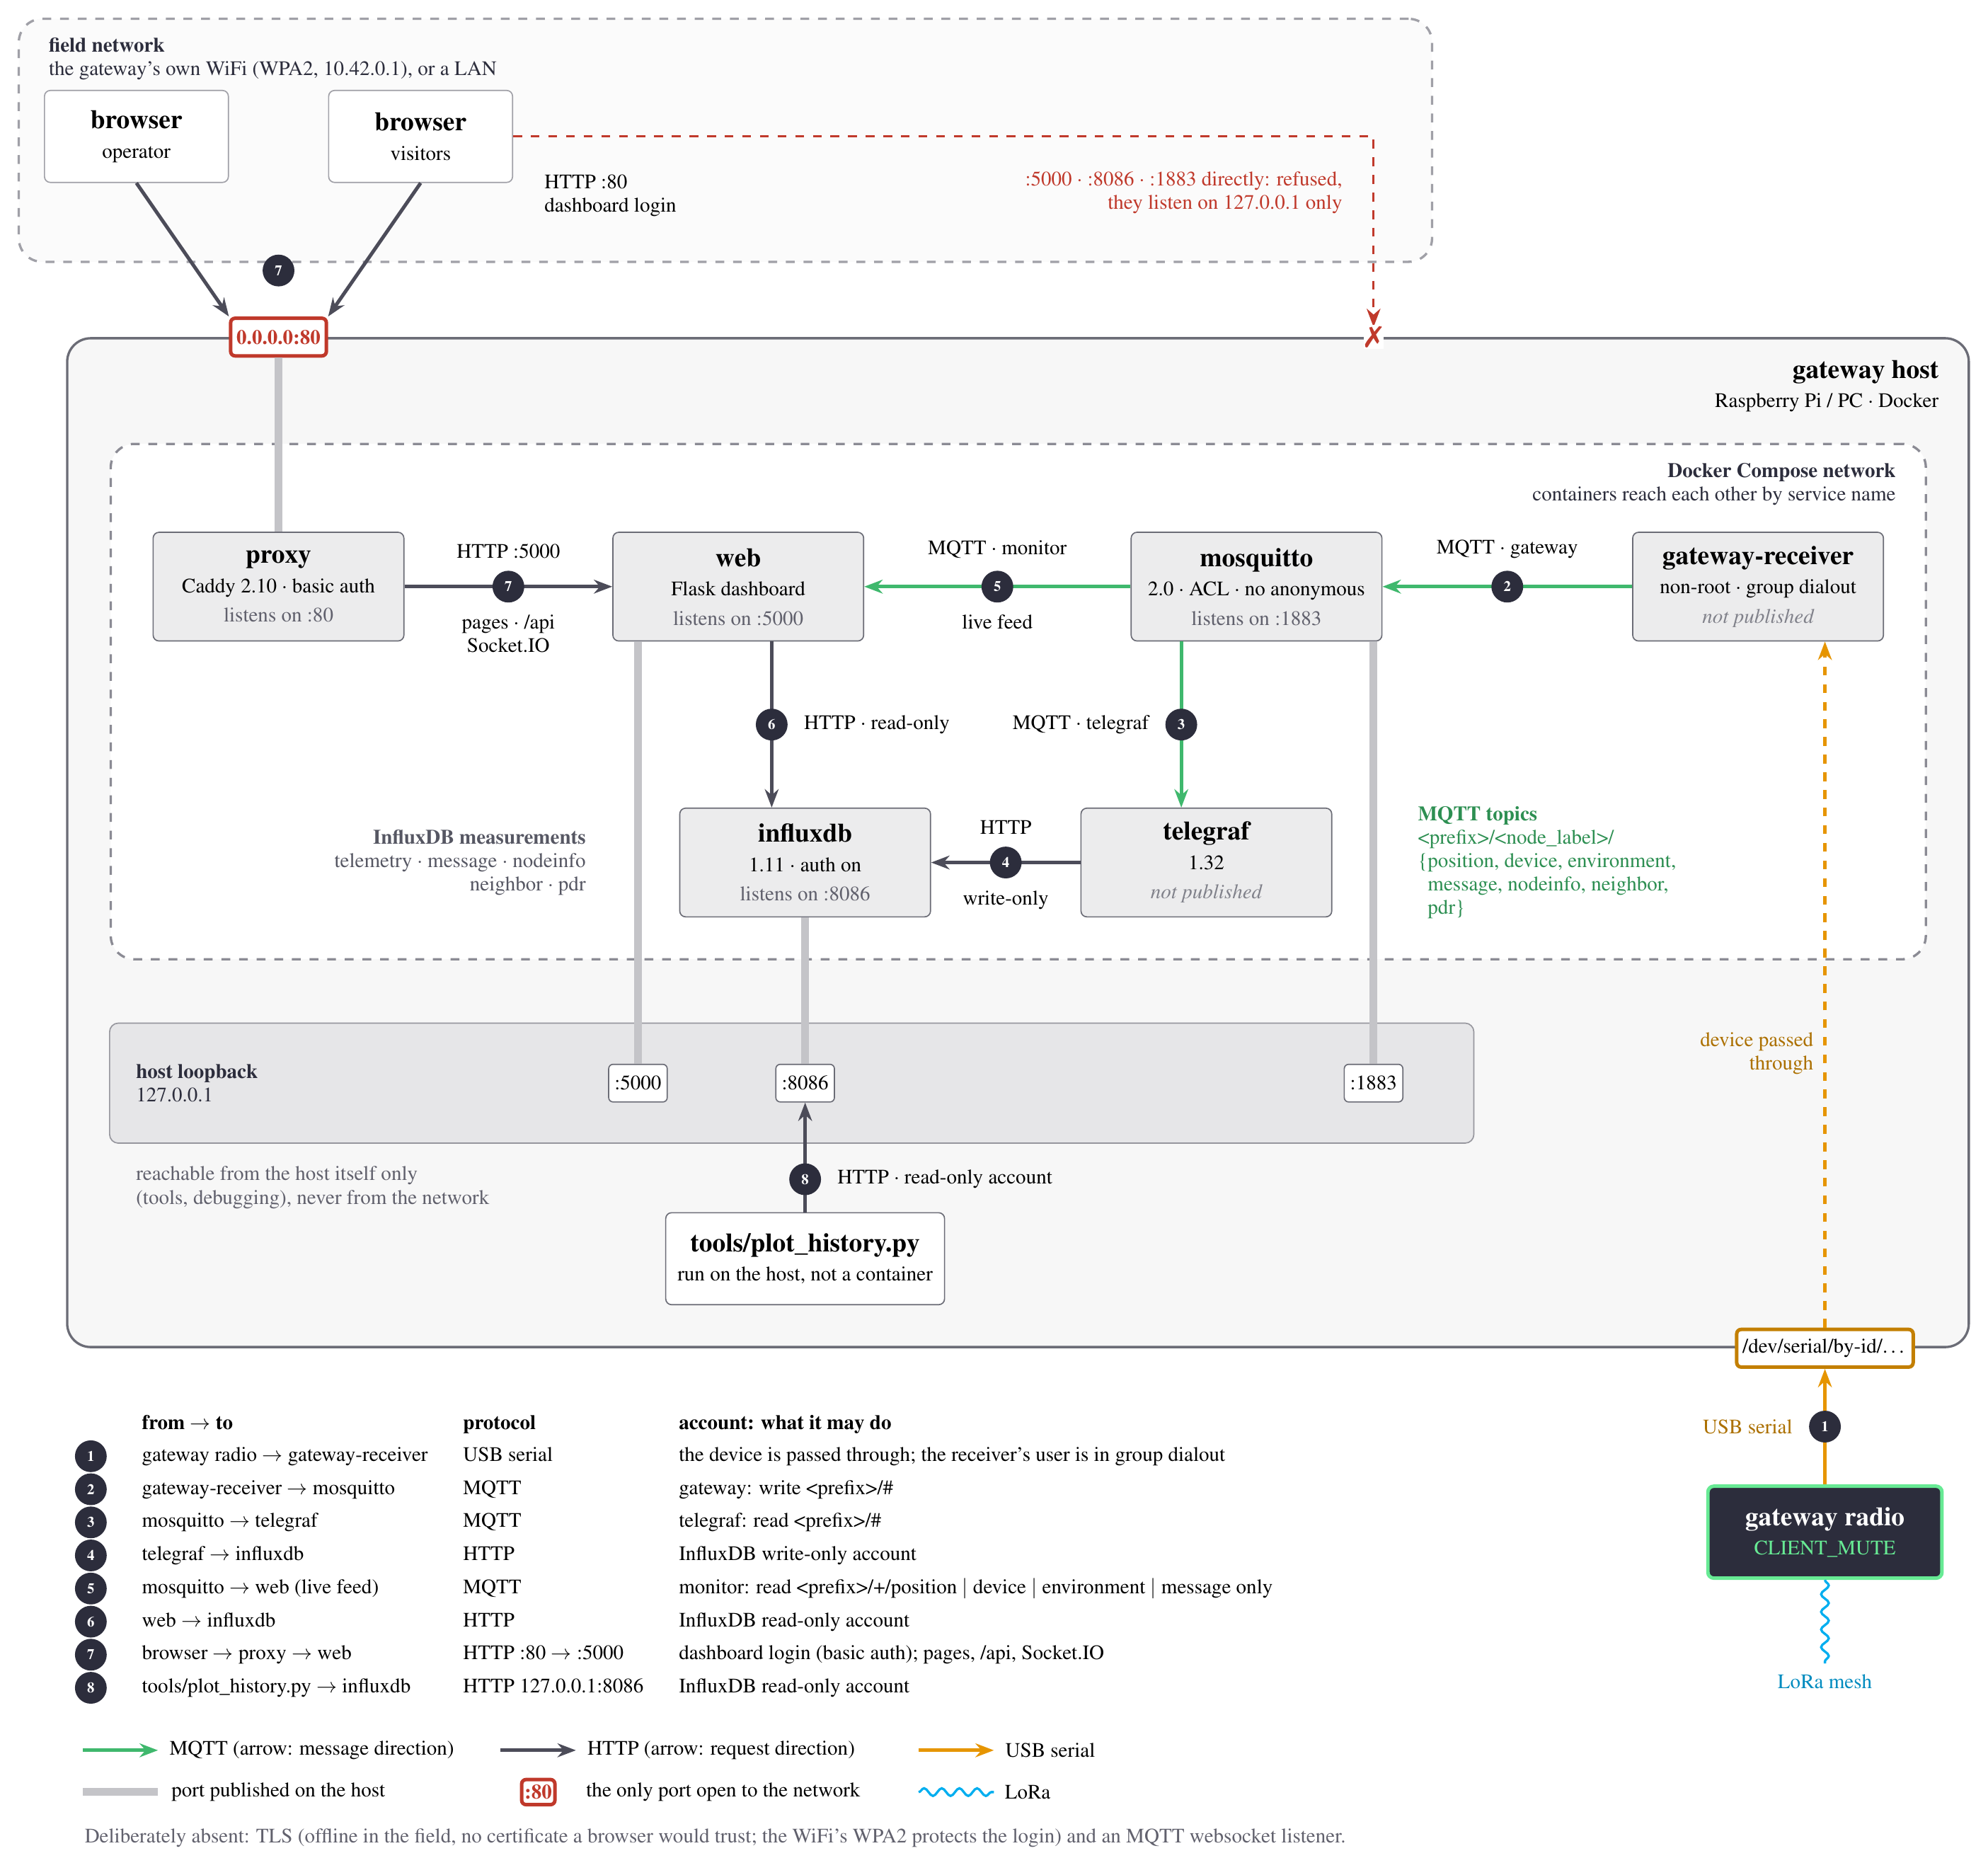 field network
the gateway's own WiFi (WPA2, 10.42.0.1), or a LAN
browser
operator
browser
visitors
HTTP :80
dashboard login
:5000 · :8086 · :1883 directly: refused,
they listen on 127.0.0.1 only
7
0.0.0.0:80
✗
gateway host
Raspberry Pi / PC · Docker
Docker Compose network
containers reach each other by service name
proxy
Caddy 2.10 · basic auth
listens on :80
HTTP :5000
7
pages · /api
Socket.IO
web
Flask dashboard
listens on :5000
MQTT · monitor
5
live feed
mosquitto
2.0 · ACL · no anonymous
listens on :1883
MQTT · gateway
2
gateway-receiver
non-root · group dialout
not published
6
HTTP · read-only
MQTT · telegraf
3
InfluxDB measurements
telemetry · message · nodeinfo
neighbor · pdr
influxdb
1.11 · auth on
listens on :8086
HTTP
4
write-only
telegraf
1.32
not published
MQTT topics
<prefix>/<node_label>/
{position, device, environment,
message, nodeinfo, neighbor,
pdr}
host loopback
127.0.0.1
:5000
:8086
:1883
device passed
through
reachable from the host itself only
(tools, debugging), never from the network
8
HTTP · read-only account
tools/plot_history.py
run on the host, not a container
/dev/serial/by-id/...
USB serial
1
gateway radio
CLIENT_MUTE
LoRa mesh
from → to protocol account: what it may do
1 gateway radio → gateway-receiver USB serial the device is passed through; the receiver's user is in group dialout
2 gateway-receiver → mosquitto MQTT gateway: write <prefix>/#
3 mosquitto → telegraf MQTT telegraf: read <prefix>/#
4 telegraf → influxdb HTTP InfluxDB write-only account
5 mosquitto → web (live feed) MQTT monitor: read <prefix>/+/position | device | environment | message only
6 web → influxdb HTTP InfluxDB read-only account
7 browser → proxy → web HTTP :80 → :5000 dashboard login (basic auth); pages, /api, Socket.IO
8 tools/plot_history.py → influxdb HTTP 127.0.0.1:8086 InfluxDB read-only account
MQTT (arrow: message direction) HTTP (arrow: request direction) USB serial
port published on the host :80 the only port open to the network LoRa
Deliberately absent: TLS (offline in the field, no certificate a browser would trust; the WiFi's WPA2 protects the login) and an MQTT websocket listener.